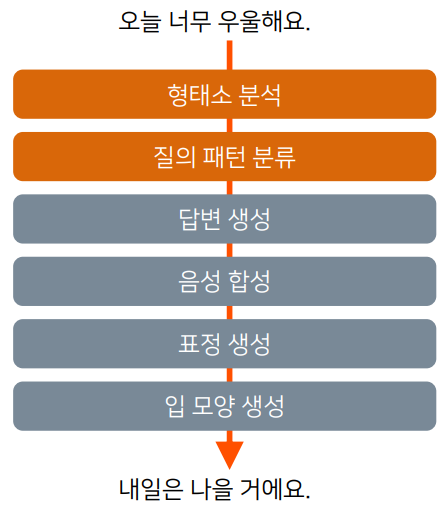 오늘 너무 우울해요.
형태소 분석
질의 패턴 분류
답변 생성
음성 합성
표정 생성
입 모양 생성
내일은 나을 거에요.